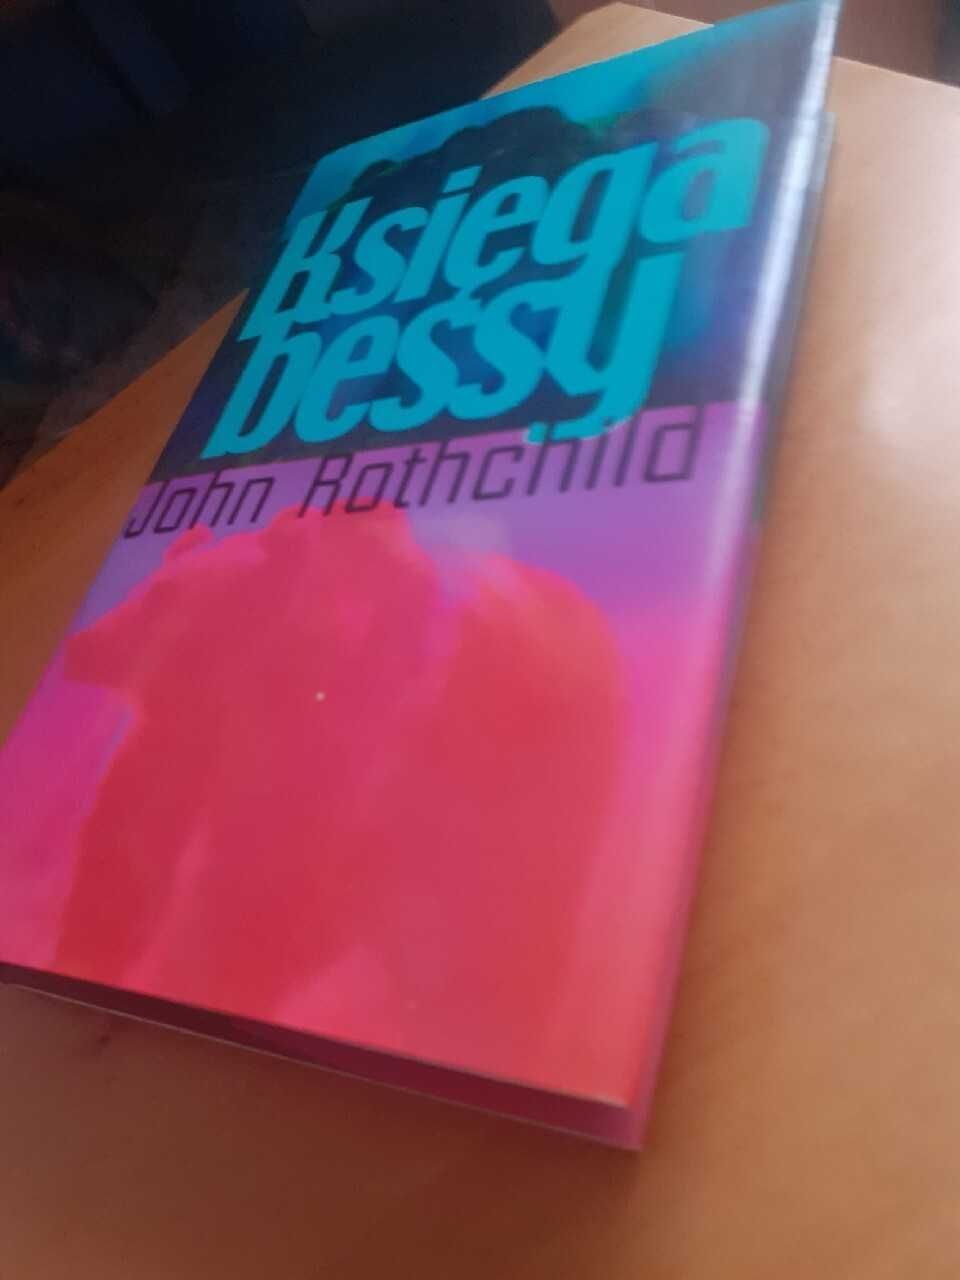 Księga
bessy
John Rothchild